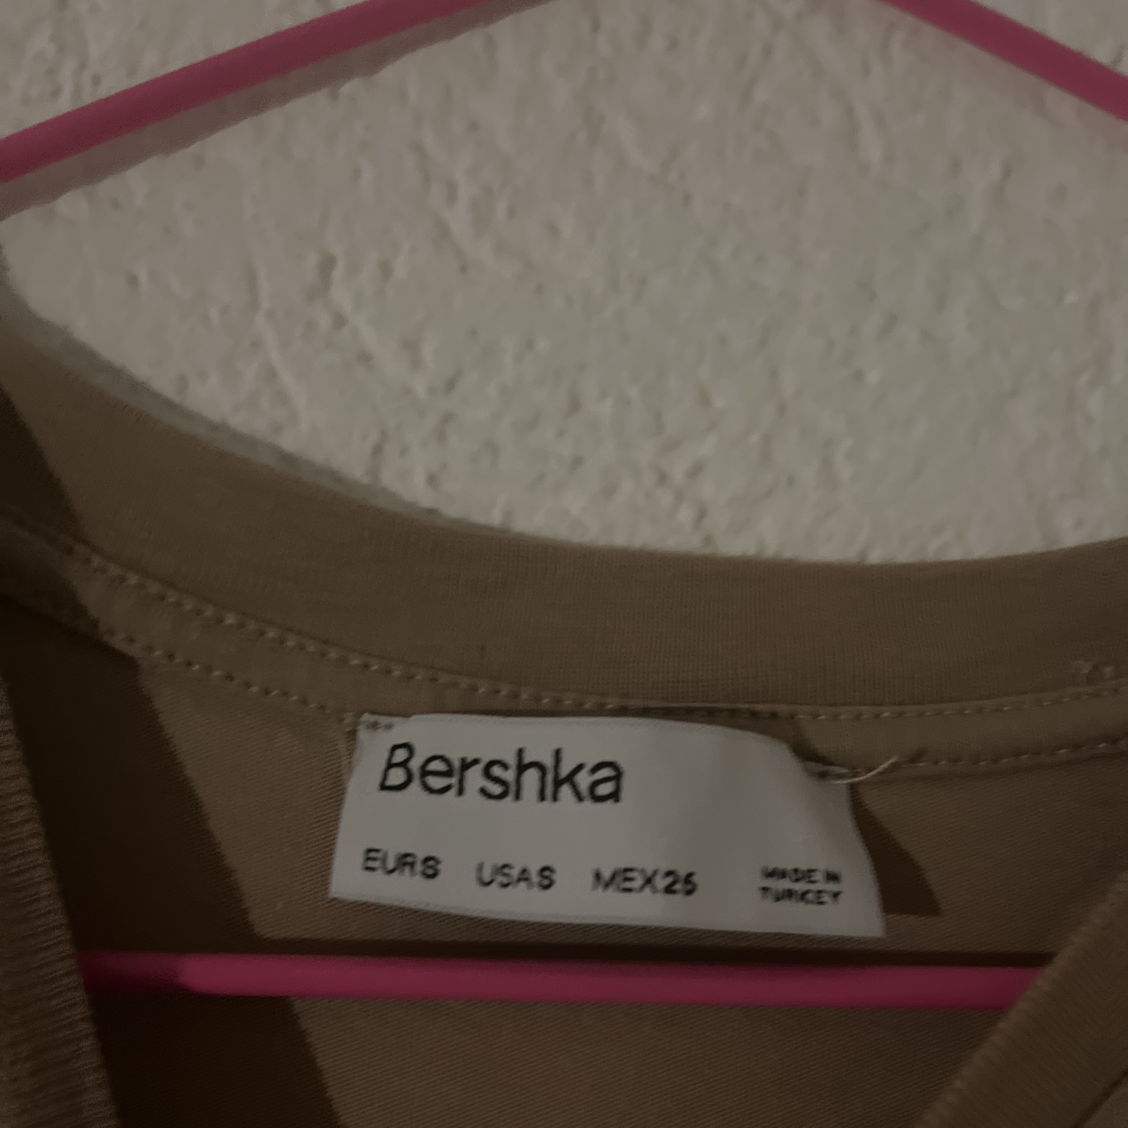 Bershka
EUR S USA S MEX 26 MADE IN
TURKEY